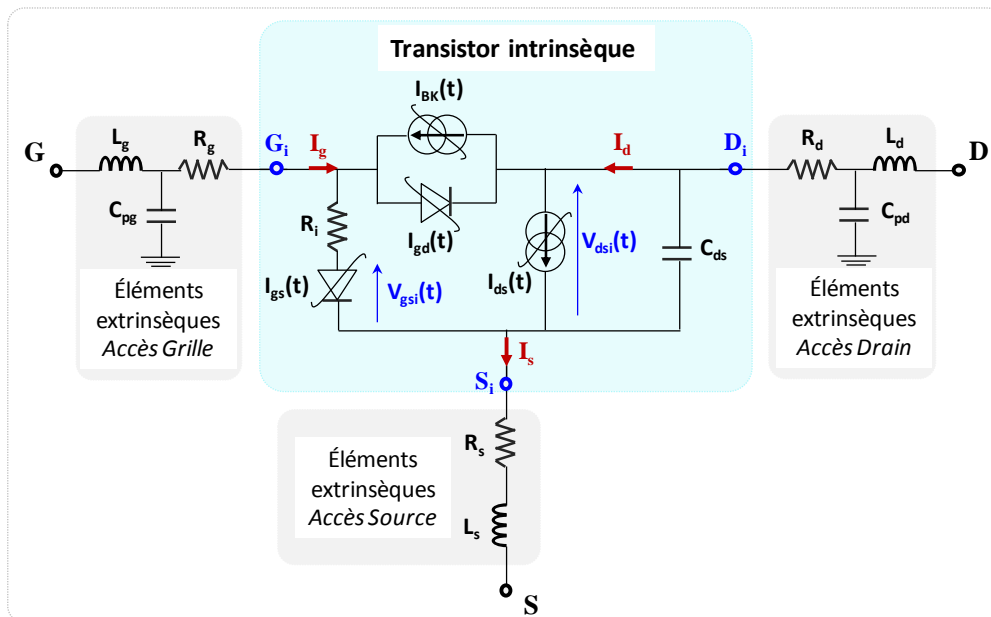 Transistor intrinsèque
I_BK(t)
L_g
R_g
G
G_i
I_g
I_d
D_i
R_d
L_d
D
C_pg
R_i
I_gd(t)
V_dsi(t)
C_ds
C_pd
I_gs(t)
V_gsi(t)
I_ds(t)
Éléments
extrinsèques
Accès Grille
Éléments
extrinsèques
Accès Drain
I_s
S_i
R_s
Éléments
extrinsèques
Accès Source
L_s
S